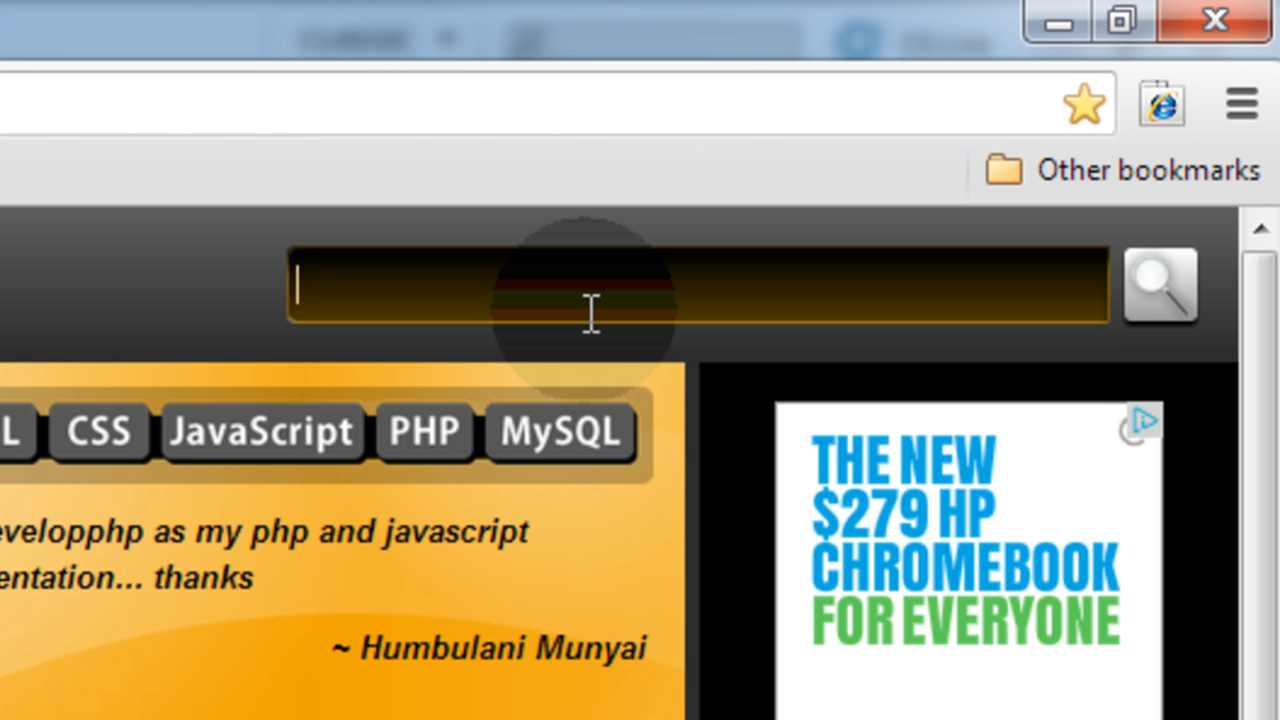 Other bookmarks
L CSS JavaScript PHP MySQL
evelopphp as my php and javascript
entation... thanks
~ Humbulani Munyai
THE NEW
$279 HP
CHROMEBOOK
FOR EVERYONE